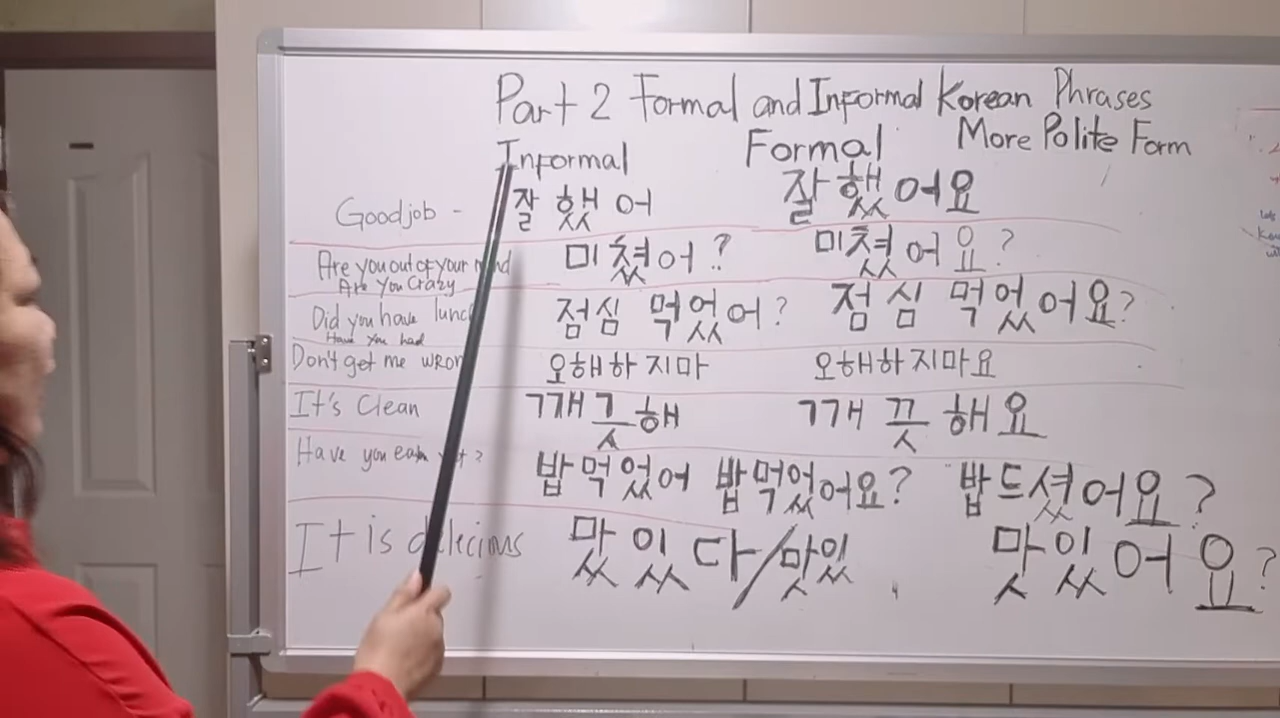 Part 2 Formal and Informal Korean Phrases
Informal Formal More Polite Form
Good job - 잘 했 어 잘 했 어요
Are you out of your 미쳤어? 미쳤어요?
Are You Crazy
Did you have 점심 먹었어? 점심 먹었어요?
Have you had
Don't get me 오해하지마 오해하지마요
It's Clean 깨끗해 깨끗해요
Have you 밥먹었어 밥먹었어요? 밥드셨어요?
It is 맛있다/맛있 맛있어요?